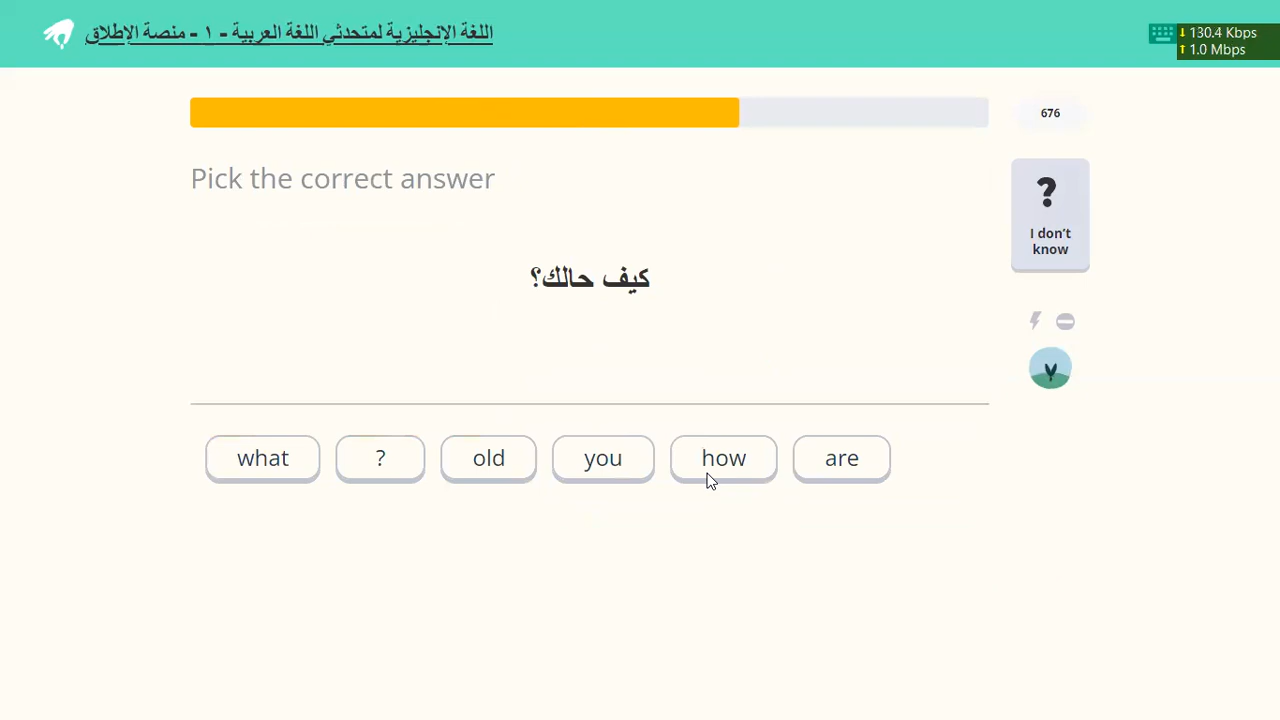 اللغة الإنجليزية لمتحدثي اللغة العربية - ١ - منصة الإطلاق
130.4 Kbps
1.0 Mbps
676
Pick the correct answer
?
I don't
know
كيف حالك؟
what ? old you how are